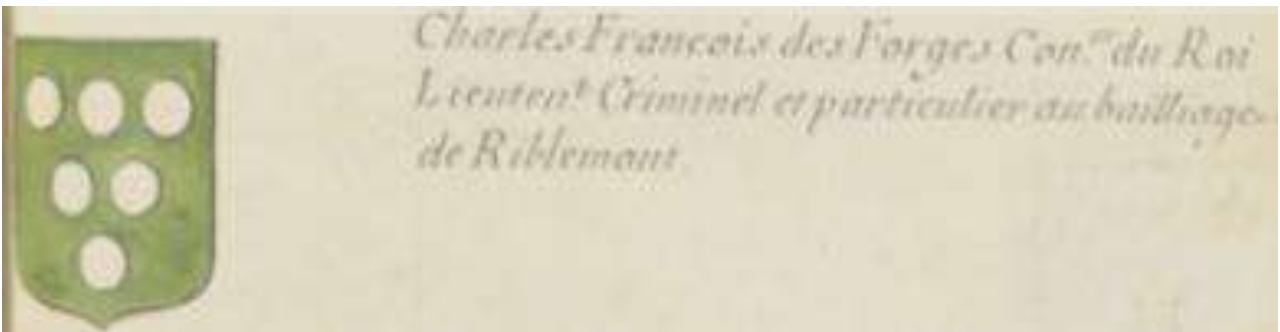 Charles Francois des Forges Con.er du Roi
Lieuten.t Criminel et particulier au bailliage
de Riblemont.